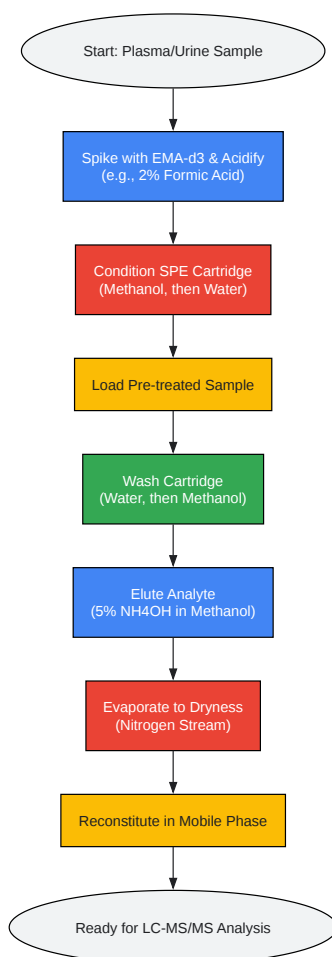 Start: Plasma/Urine Sample
Spike with EMA-d3 & Acidify
(e.g., 2% Formic Acid)
Condition SPE Cartridge
(Methanol, then Water)
Load Pre-treated Sample
Wash Cartridge
(Water, then Methanol)
Elute Analyte
(5% NH4OH in Methanol)
Evaporate to Dryness
(Nitrogen Stream)
Reconstitute in Mobile Phase
Ready for LC-MS/MS Analysis